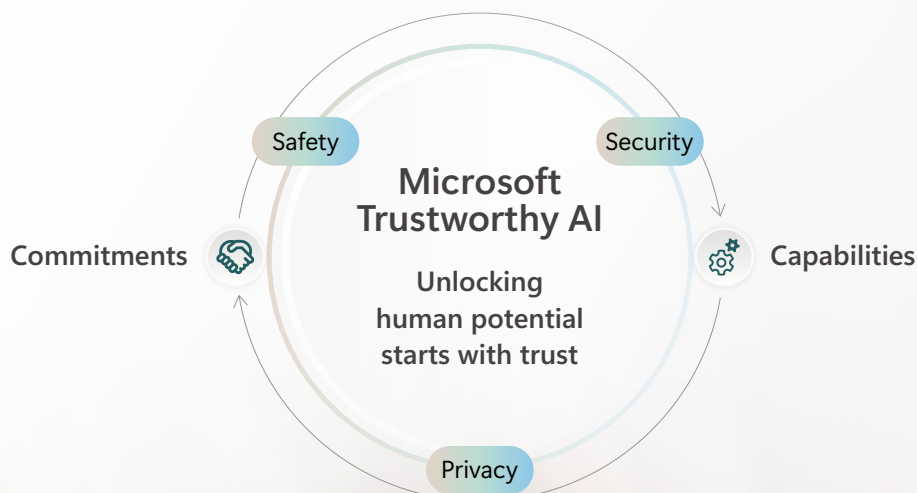 Safety
Security
Microsoft
Trustworthy AI
Commitments
Capabilities
Unlocking
human potential
starts with trust
Privacy